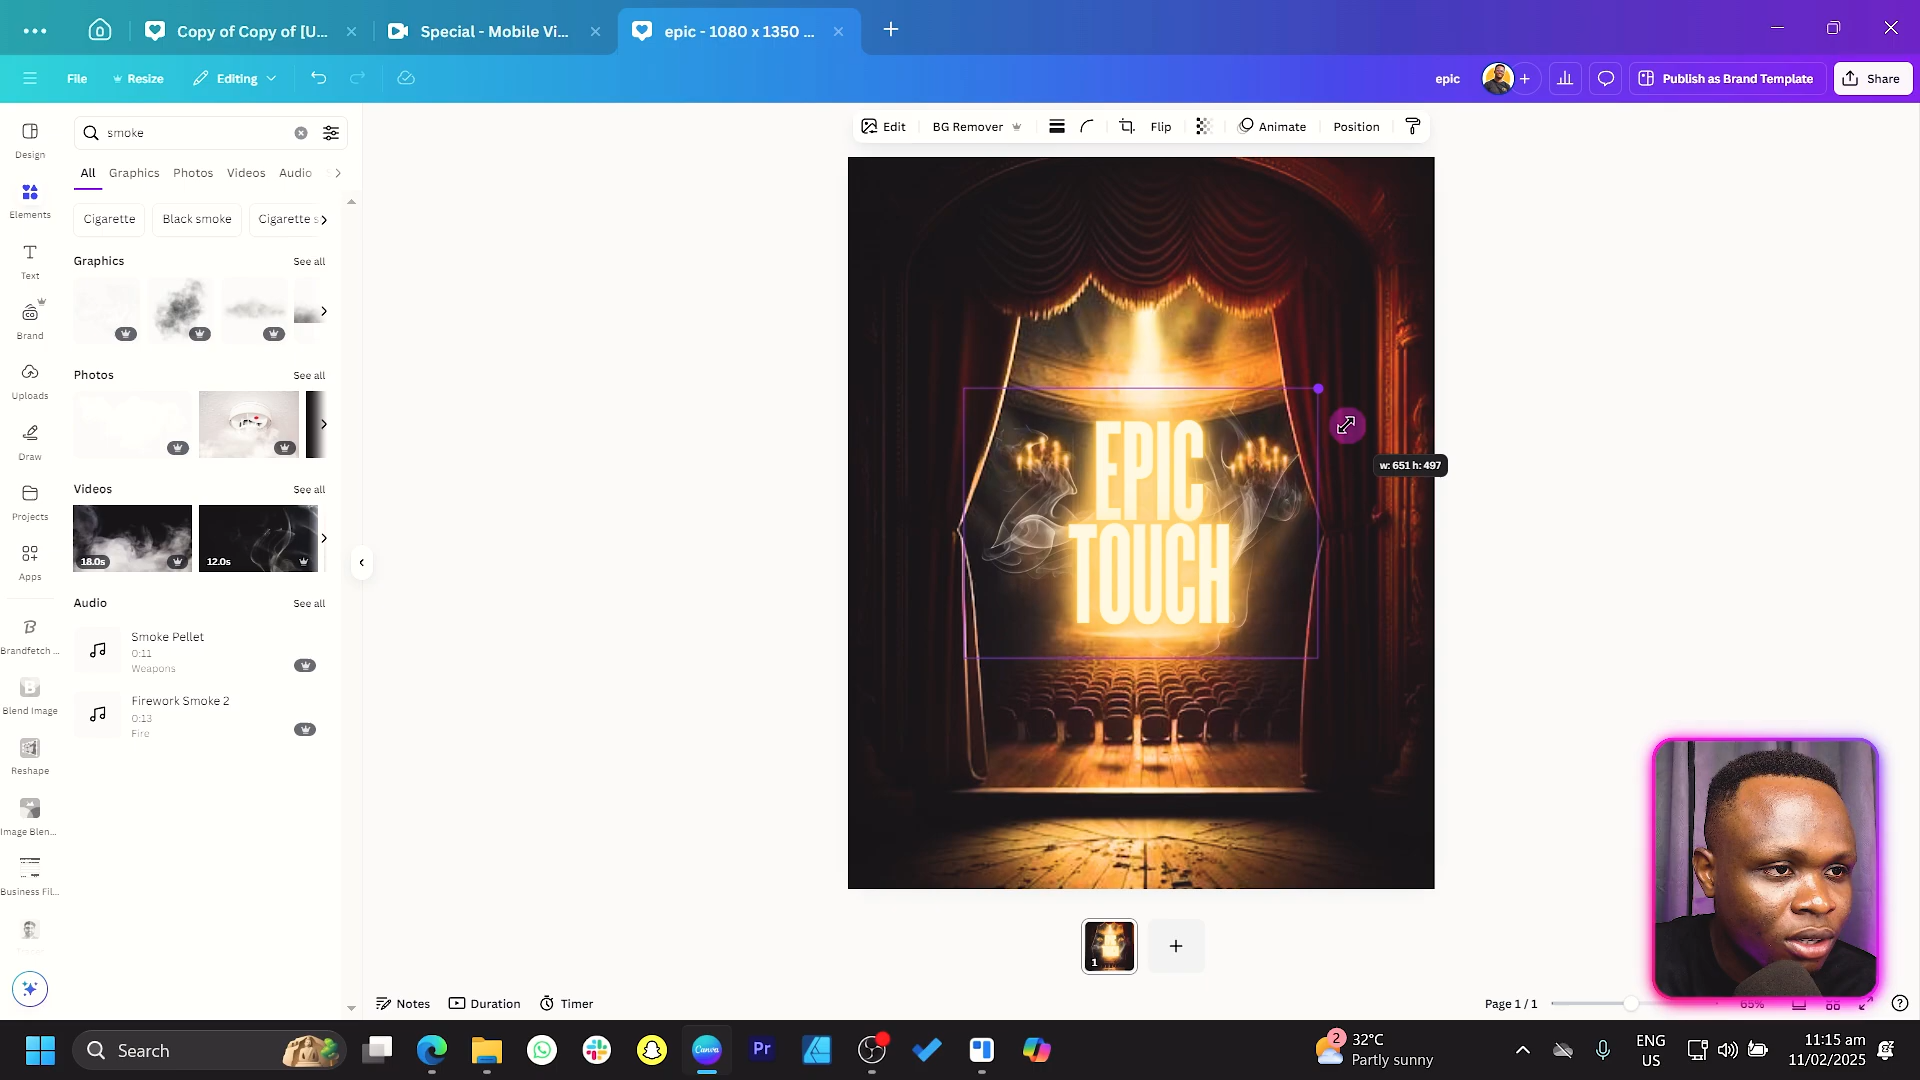 Copy of Copy of [U...
Special - Mobile Vi...
epic - 1080 x 1350 ...
File
Resize
Editing
epic
Publish as Brand Template
Share
Design
Elements
Text
Brand
Uploads
Draw
Projects
Apps
Brandfetch ...
Blend Image
Reshape
Image Blen...
Business Fil...
smoke
All
Graphics
Photos
Videos
Audio
Cigarette
Black smoke
Cigarette s
Graphics
See all
Photos
See all
Videos
See all
18.0s
12.0s
Audio
See all
Smoke Pellet
0:11
Weapons
Firework Smoke 2
0:13
Fire
Edit
BG Remover
Flip
Animate
Position
EPIC
TOUCH
w: 651 h: 497
1
Notes
Duration
Timer
Page 1 / 1
65%
Search
Canva
Pr
2
32°C
Partly sunny
ENG
US
11:15 am
11/02/2025